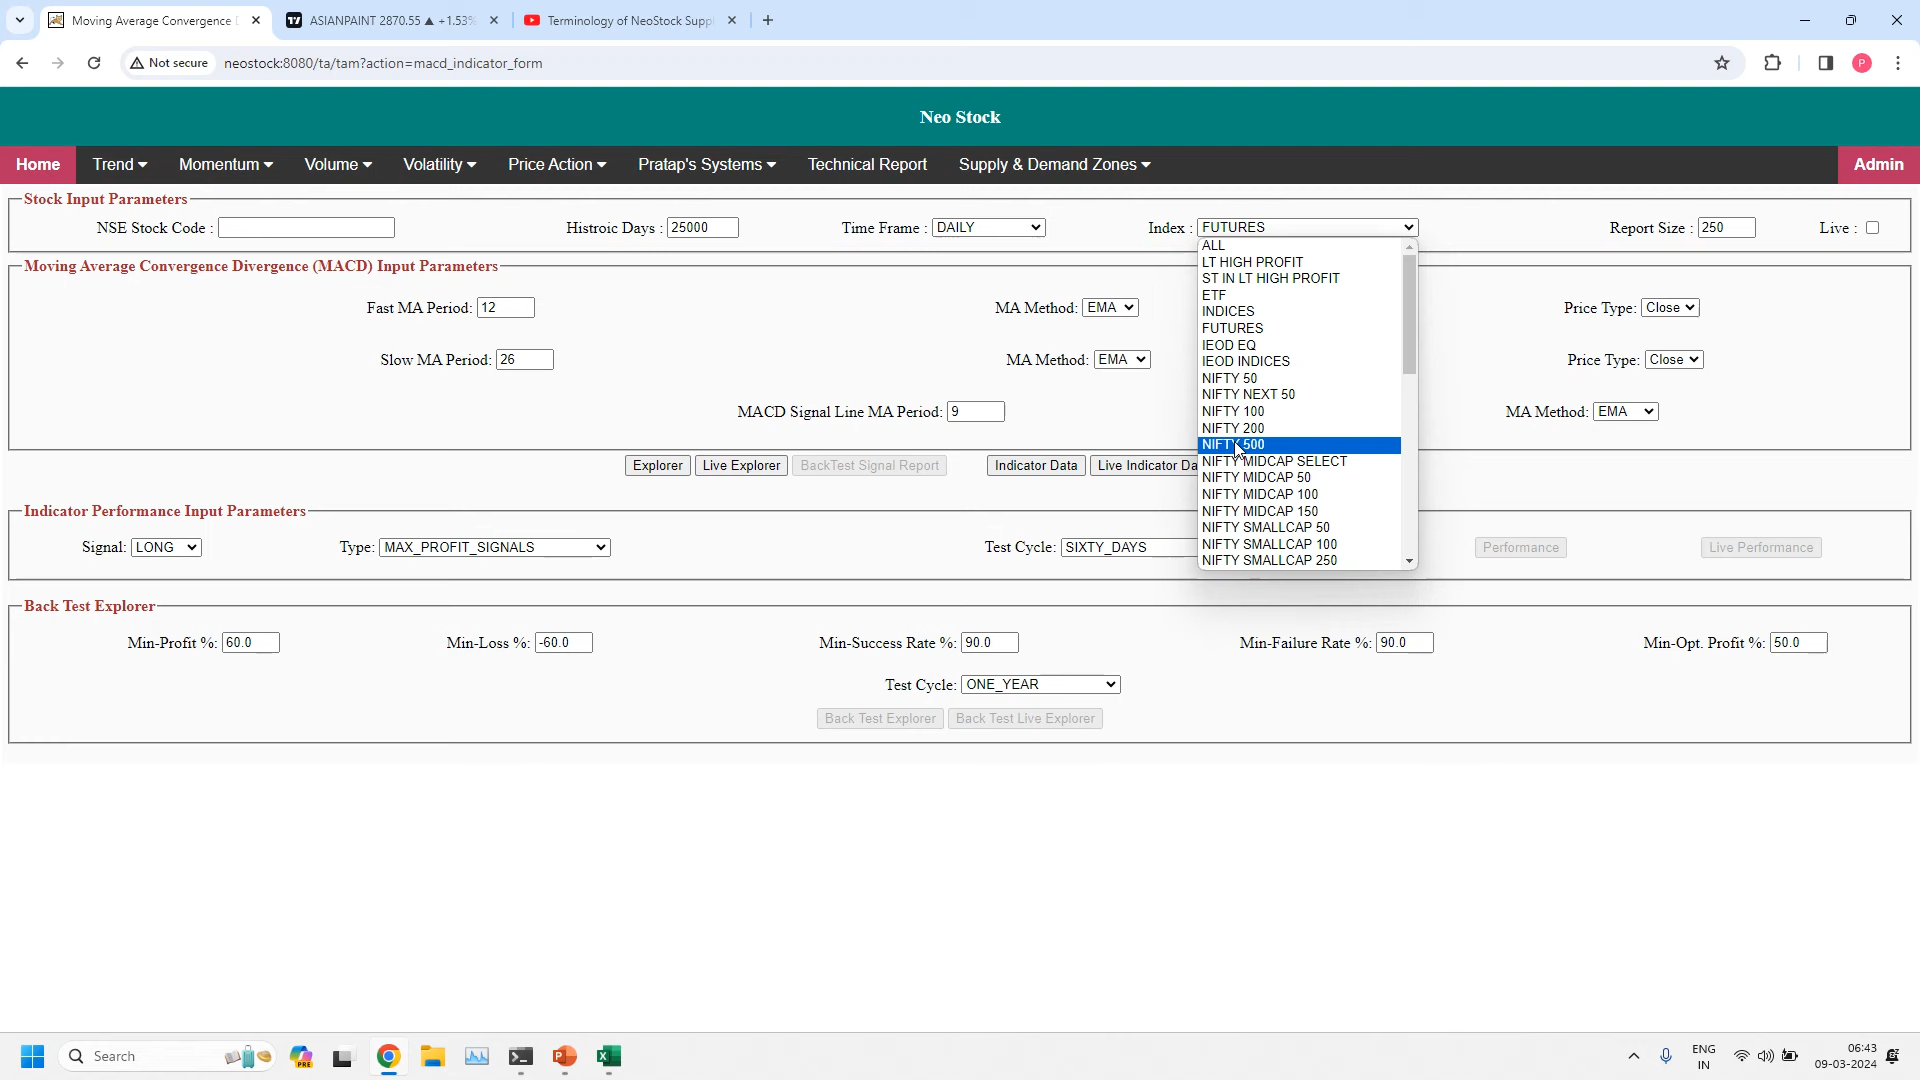 Moving Average Convergence D
ASIANPAINT 2870.55 ▲ +1.53%
Terminology of NeoStock Supp
Not secure
neostock:8080/ta/tam?action=macd_indicator_form
P
Neo Stock
Home
Trend
Momentum
Volume
Volatility
Price Action
Pratap's Systems
Technical Report
Supply & Demand Zones
Admin
Stock Input Parameters
NSE Stock Code :
Histroic Days : 25000
Time Frame : DAILY
Index : FUTURES
Report Size : 250
Live :
ALL
LT HIGH PROFIT
ST IN LT HIGH PROFIT
ETF
INDICES
FUTURES
IEOD EQ
IEOD INDICES
NIFTY 50
NIFTY NEXT 50
NIFTY 100
NIFTY 200
NIFTY 500
NIFTY MIDCAP SELECT
NIFTY MIDCAP 50
NIFTY MIDCAP 100
NIFTY MIDCAP 150
NIFTY SMALLCAP 50
NIFTY SMALLCAP 100
NIFTY SMALLCAP 250
Moving Average Convergence Divergence (MACD) Input Parameters
Fast MA Period: 12
MA Method: EMA
Price Type: Close
Slow MA Period: 26
MA Method: EMA
Price Type: Close
MACD Signal Line MA Period: 9
MA Method: EMA
Explorer
Live Explorer
BackTest Signal Report
Indicator Data
Live Indicator Da
Indicator Performance Input Parameters
Signal: LONG
Type: MAX_PROFIT_SIGNALS
Test Cycle: SIXTY_DAYS
Performance
Live Performance
Back Test Explorer
Min-Profit %: 60.0
Min-Loss %: -60.0
Min-Success Rate %: 90.0
Min-Failure Rate %: 90.0
Min-Opt. Profit %: 50.0
Test Cycle: ONE_YEAR
Back Test Explorer
Back Test Live Explorer
Search
PRE
ENG
IN
06:43
09-03-2024